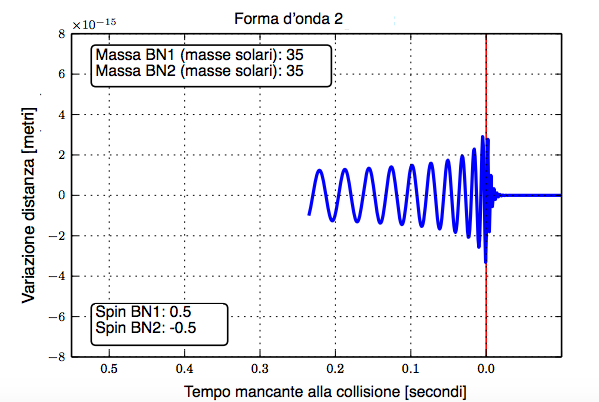 Forma d'onda 2
×10⁻¹⁵
8
6
4
2
0
−2
−4
−6
−8
Variazione distanza [metri]
Massa BN1 (masse solari): 35
Massa BN2 (masse solari): 35
Spin BN1: 0.5
Spin BN2: -0.5
0.5 0.4 0.3 0.2 0.1 0.0
Tempo mancante alla collisione [secondi]